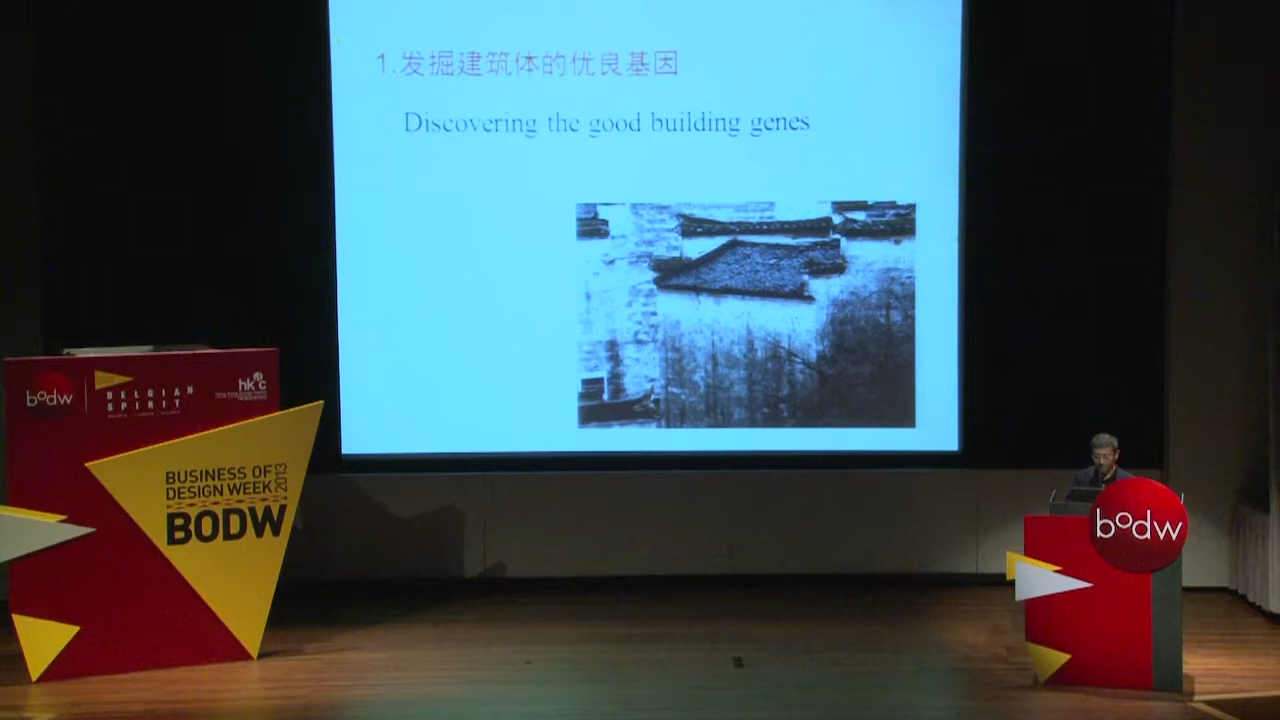 1.发掘建筑体的优良基因
Discovering the good building genes
bodw
BELGIAN
SPIRIT
hk
c
BUSINESS OF
DESIGN WEEK
2013
BODW
bodw